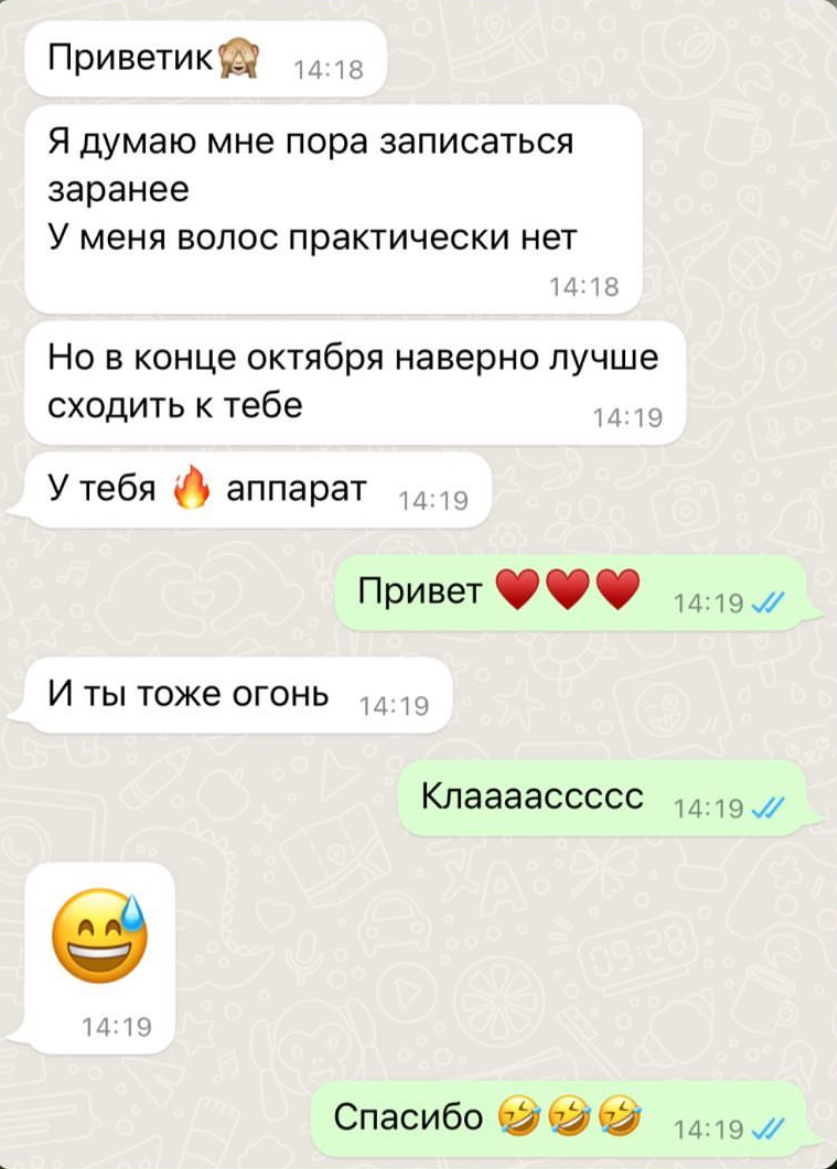 Приветик🙈 14:18
Я думаю мне пора записаться
заранее
У меня волос практически нет
14:18
Но в конце октября наверно лучше
сходить к тебе 14:19
У тебя 🔥 аппарат 14:19
Привет ♥️♥️♥️ 14:19
И ты тоже огонь 14:19
Клаааассссс 14:19
😅
14:19
Спасибо 🤣🤣🤣 14:19